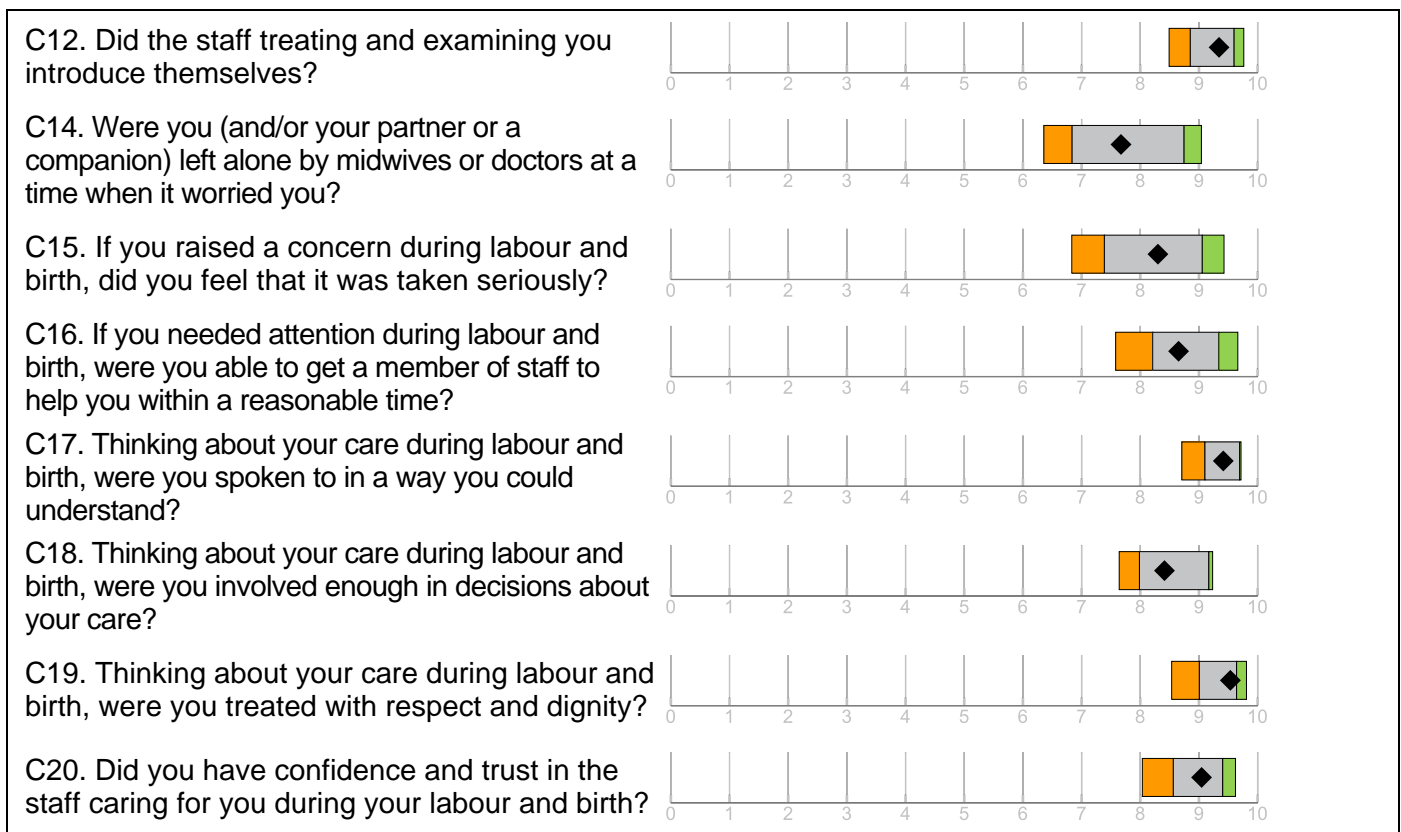 C12. Did the staff treating and examining you
introduce themselves?
0 1 2 3 4 5 6 7 8 9 10
C14. Were you (and/or your partner or a
companion) left alone by midwives or doctors at a
time when it worried you?
0 1 2 3 4 5 6 7 8 9 10
C15. If you raised a concern during labour and
birth, did you feel that it was taken seriously?
0 1 2 3 4 5 6 7 8 9 10
C16. If you needed attention during labour and
birth, were you able to get a member of staff to
help you within a reasonable time?
0 1 2 3 4 5 6 7 8 9 10
C17. Thinking about your care during labour and
birth, were you spoken to in a way you could
understand?
0 1 2 3 4 5 6 7 8 9 10
C18. Thinking about your care during labour and
birth, were you involved enough in decisions about
your care?
0 1 2 3 4 5 6 7 8 9 10
C19. Thinking about your care during labour and
birth, were you treated with respect and dignity?
0 1 2 3 4 5 6 7 8 9 10
C20. Did you have confidence and trust in the
staff caring for you during your labour and birth?
0 1 2 3 4 5 6 7 8 9 10